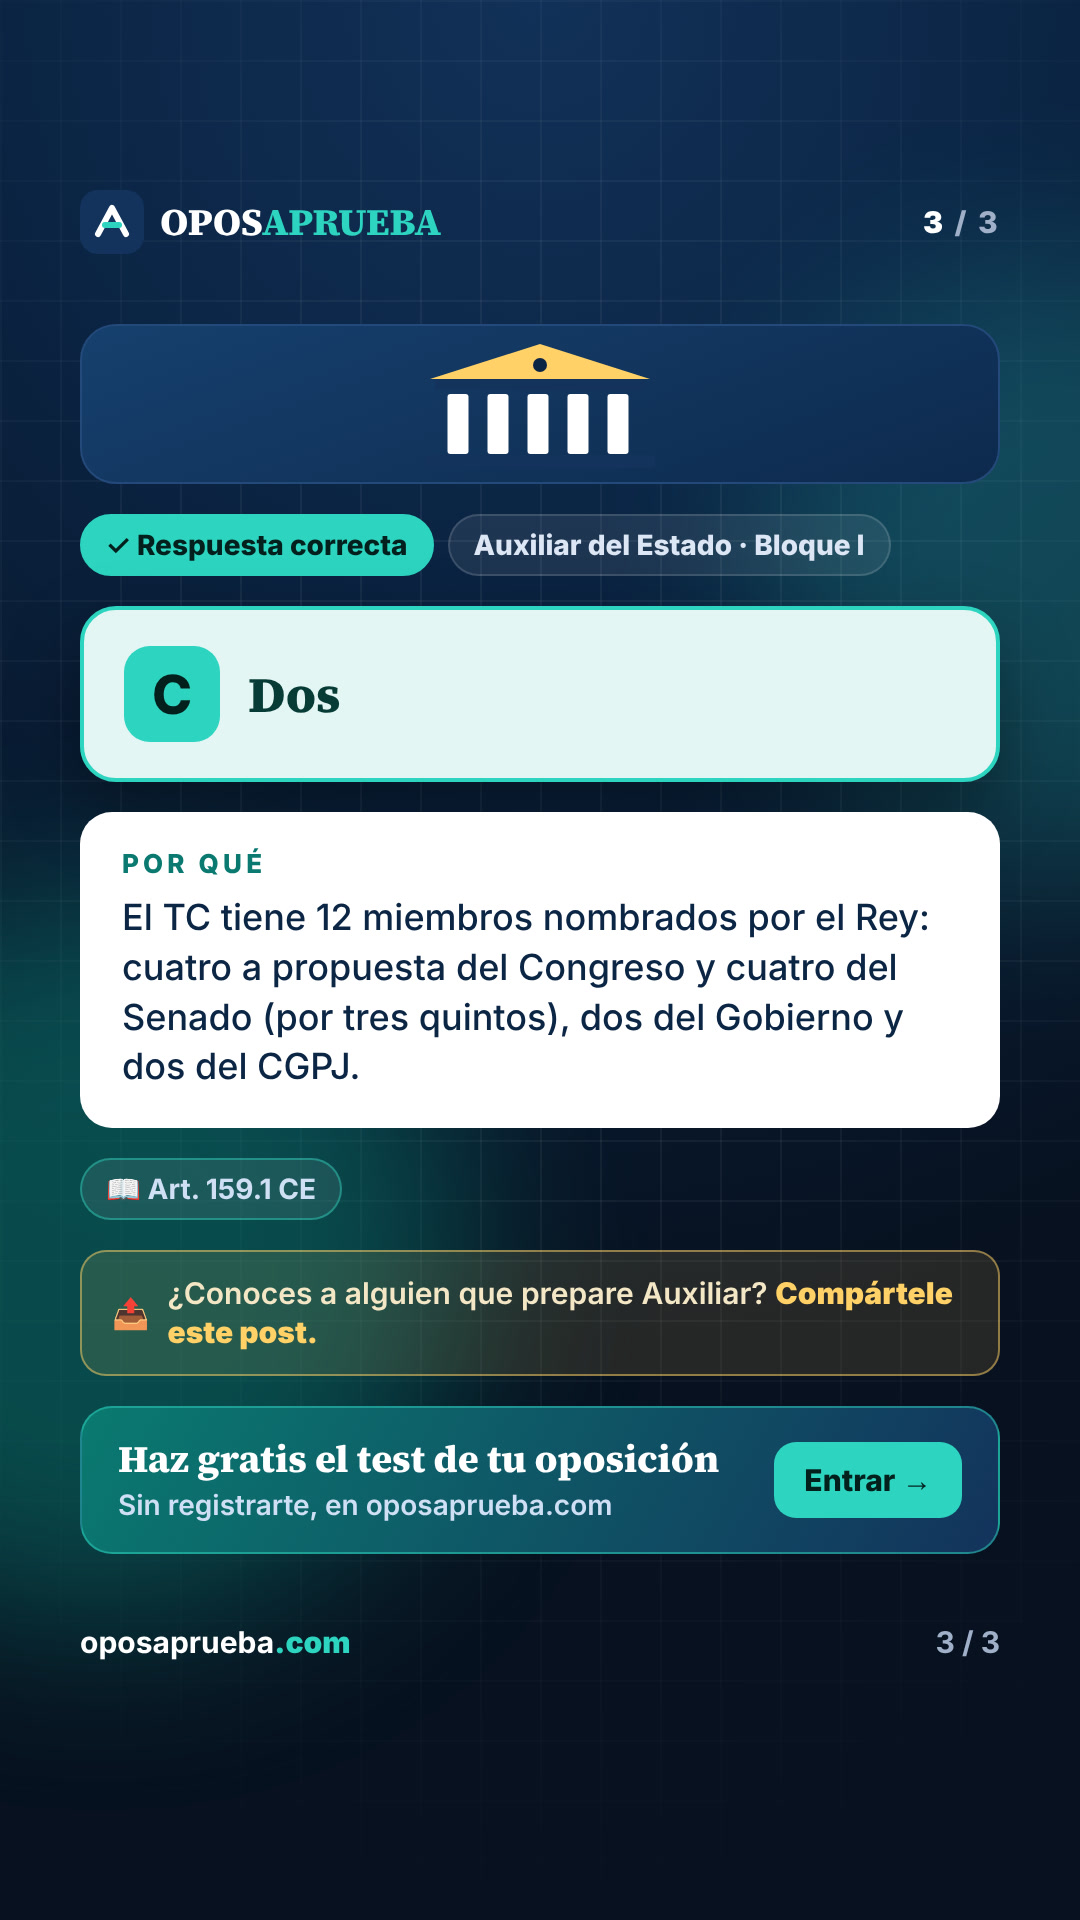 OPOSAPRUEBA
3 / 3
✓ Respuesta correcta
Auxiliar del Estado · Bloque I
C Dos
POR QUÉ
El TC tiene 12 miembros nombrados por el Rey:
cuatro a propuesta del Congreso y cuatro del
Senado (por tres quintos), dos del Gobierno y
dos del CGPJ.
📖 Art. 159.1 CE
¿Conoces a alguien que prepare Auxiliar? Compártele
este post.
Haz gratis el test de tu oposición
Sin registrarte, en oposaprueba.com
Entrar →
oposaprueba.com
3 / 3